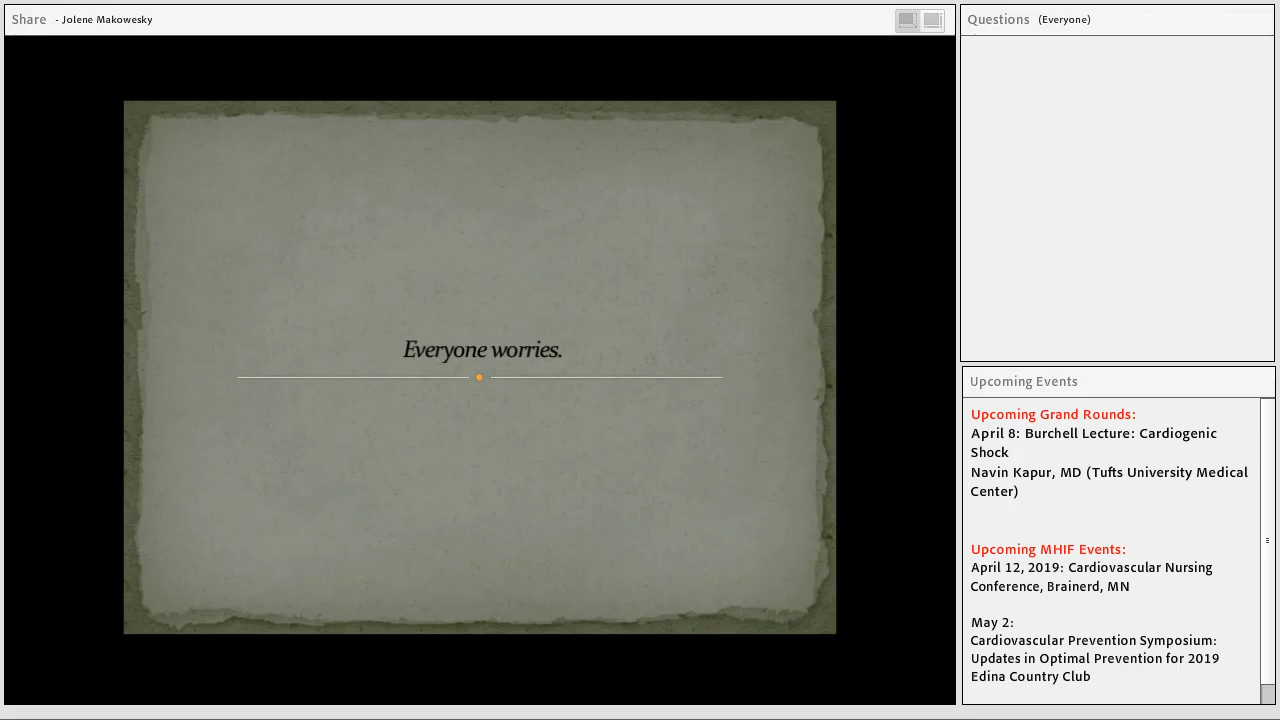 Share - Jolene Makowesky
Everyone worries.
Questions (Everyone)
Upcoming Events
Upcoming Grand Rounds:
April 8: Burchell Lecture: Cardiogenic
Shock
Navin Kapur, MD (Tufts University Medical
Center)
Upcoming MHIF Events:
April 12, 2019: Cardiovascular Nursing
Conference, Brainerd, MN
May 2:
Cardiovascular Prevention Symposium:
Updates in Optimal Prevention for 2019
Edina Country Club